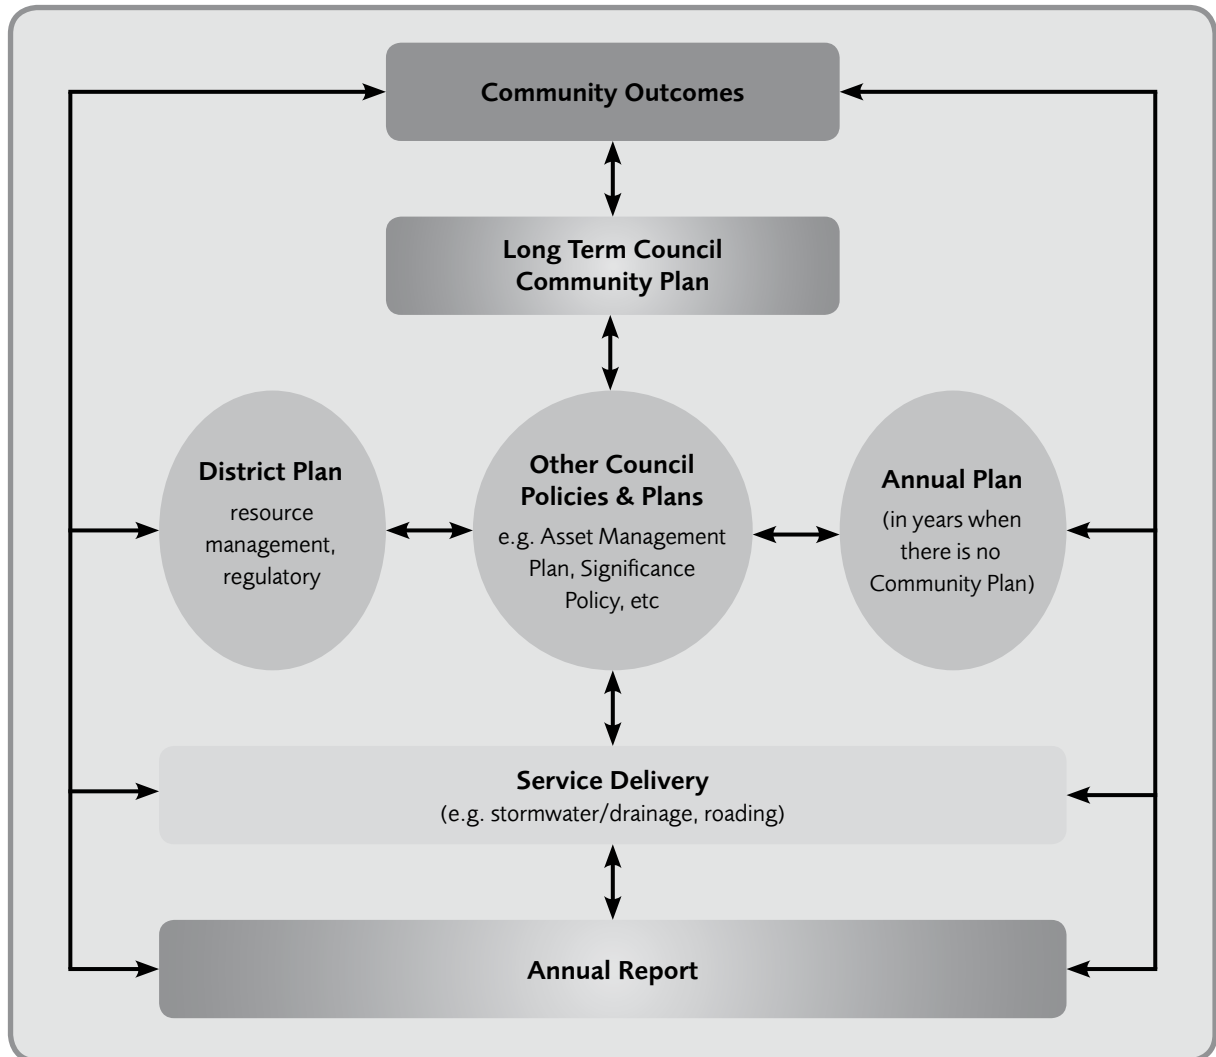 Community Outcomes
Long Term Council
Community Plan
District Plan
resource
management,
regulatory
Other Council
Policies & Plans
e.g. Asset Management
Plan, Significance
Policy, etc
Annual Plan
(in years when
there is no
Community Plan)
Service Delivery
(e.g. stormwater/drainage, roading)
Annual Report